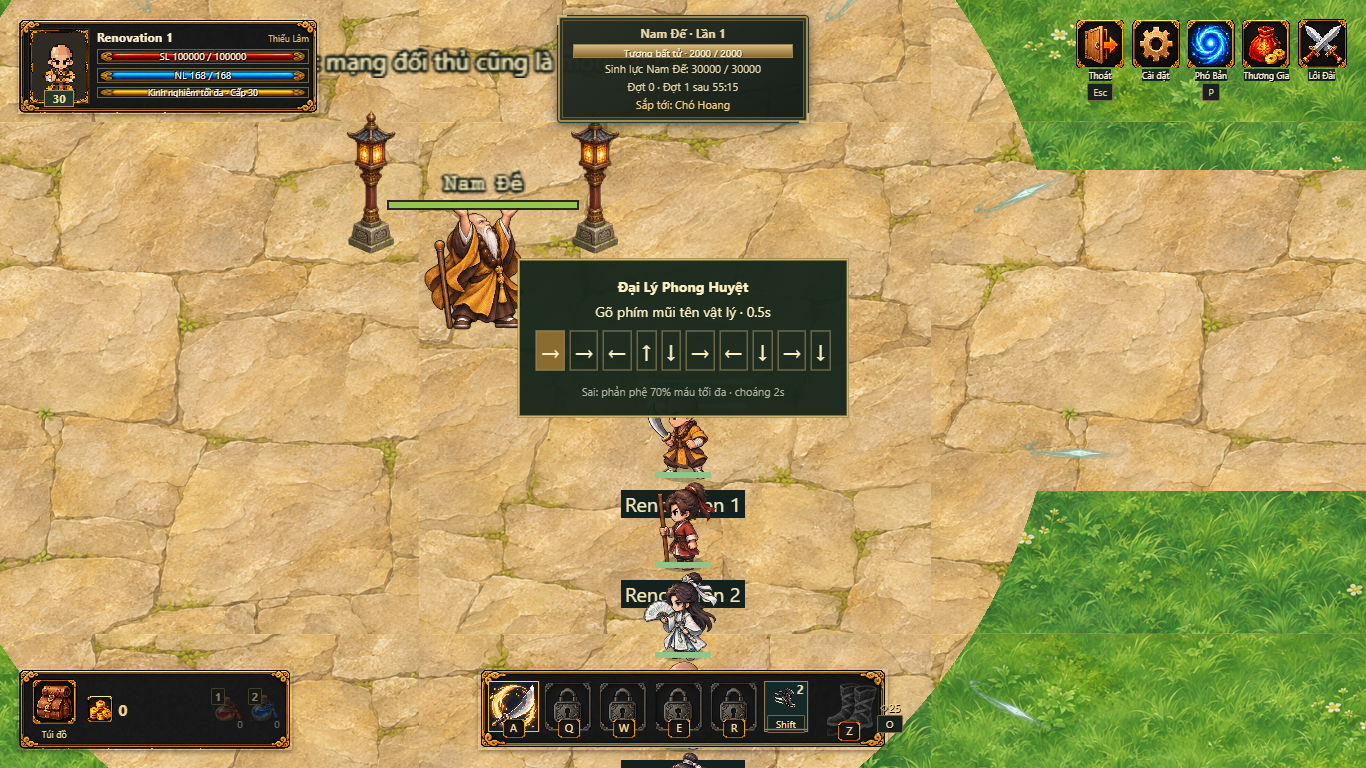 Renovation 1
Thiếu Lâm
SL 100000 / 100000
NL 168 / 168
Kinh nghiệm tối đa · Cấp 30
30
mạng đối thủ cũng là
Nam Đế · Lần 1
Tượng bất tử · 2000 / 2000
Sinh lực Nam Đế: 30000 / 30000
Đợt 0 · Đợt 1 sau 55:15
Sắp tới: Chó Hoang
Thoát
Cài đặt
Phó Bản
Thương Gia
Lôi Đài
Esc
P
Nam Đế
Đại Lý Phong Huyệt
Gõ phím mũi tên vật lý · 0.5s
→ → ← ↑ ↓ → ← ↓ → ↓
Sai: phản phệ 70% máu tối đa · choáng 2s
Túi đồ
0
1
0
2
0
A
Q
W
E
R
2
Shift
Z
O